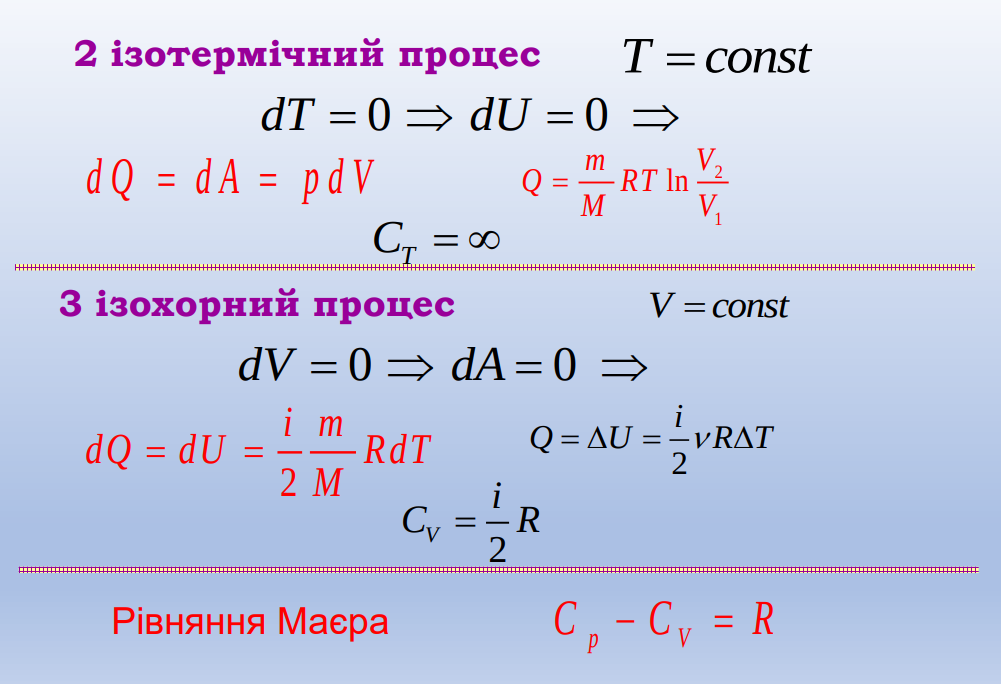 2 ізотермічний процес T = const
dT = 0 ⇒ dU = 0 ⇒
dQ = dA = pdV Q = m/M RT ln V₂/V₁
C_T = ∞
3 ізохорний процес V = const
dV = 0 ⇒ dA = 0 ⇒
dQ = dU = i/2 m/M RdT Q = ΔU = i/2 νRΔT
C_V = i/2 R
Рівняння Маєра C_p − C_V = R